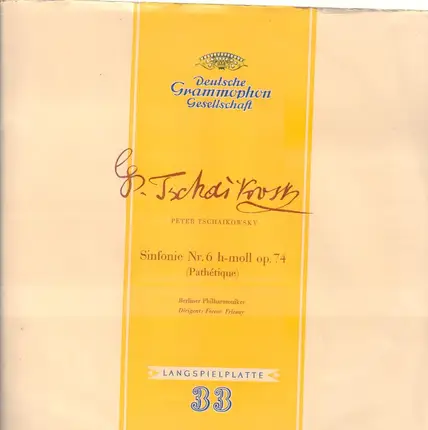 Deutsche
Grammophon
Gesellschaft
P. Tschaikowsky
PETER TSCHAIKOWSKY
Sinfonie Nr. 6 h-moll op. 74
(Pathétique)
Berliner Philharmoniker
Dirigent: Ferenc Fricsay
LANGSPIELPLATTE
33